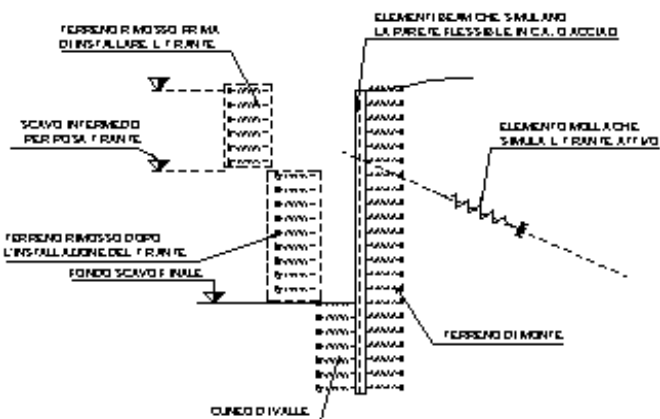 TERRENO RIMOSSO PRIMA
DI INSTALLARE IL TIRANTE
ELEMENTI BEAM CHE SIMULANO
LA PARETE FLESSIBILE IN C.A. O ACCIAIO
SCAVO INTERMEDIO
PER POSA TIRANTE
ELEMENTO MOLLA CHE
SIMULA IL TIRANTE ATTIVO
TERRENO RIMOSSO DOPO
L'INSTALLAZIONE DEL TIRANTE
FONDO SCAVO FINALE
TERRENO DI MONTE
CUNEO DI VALLE